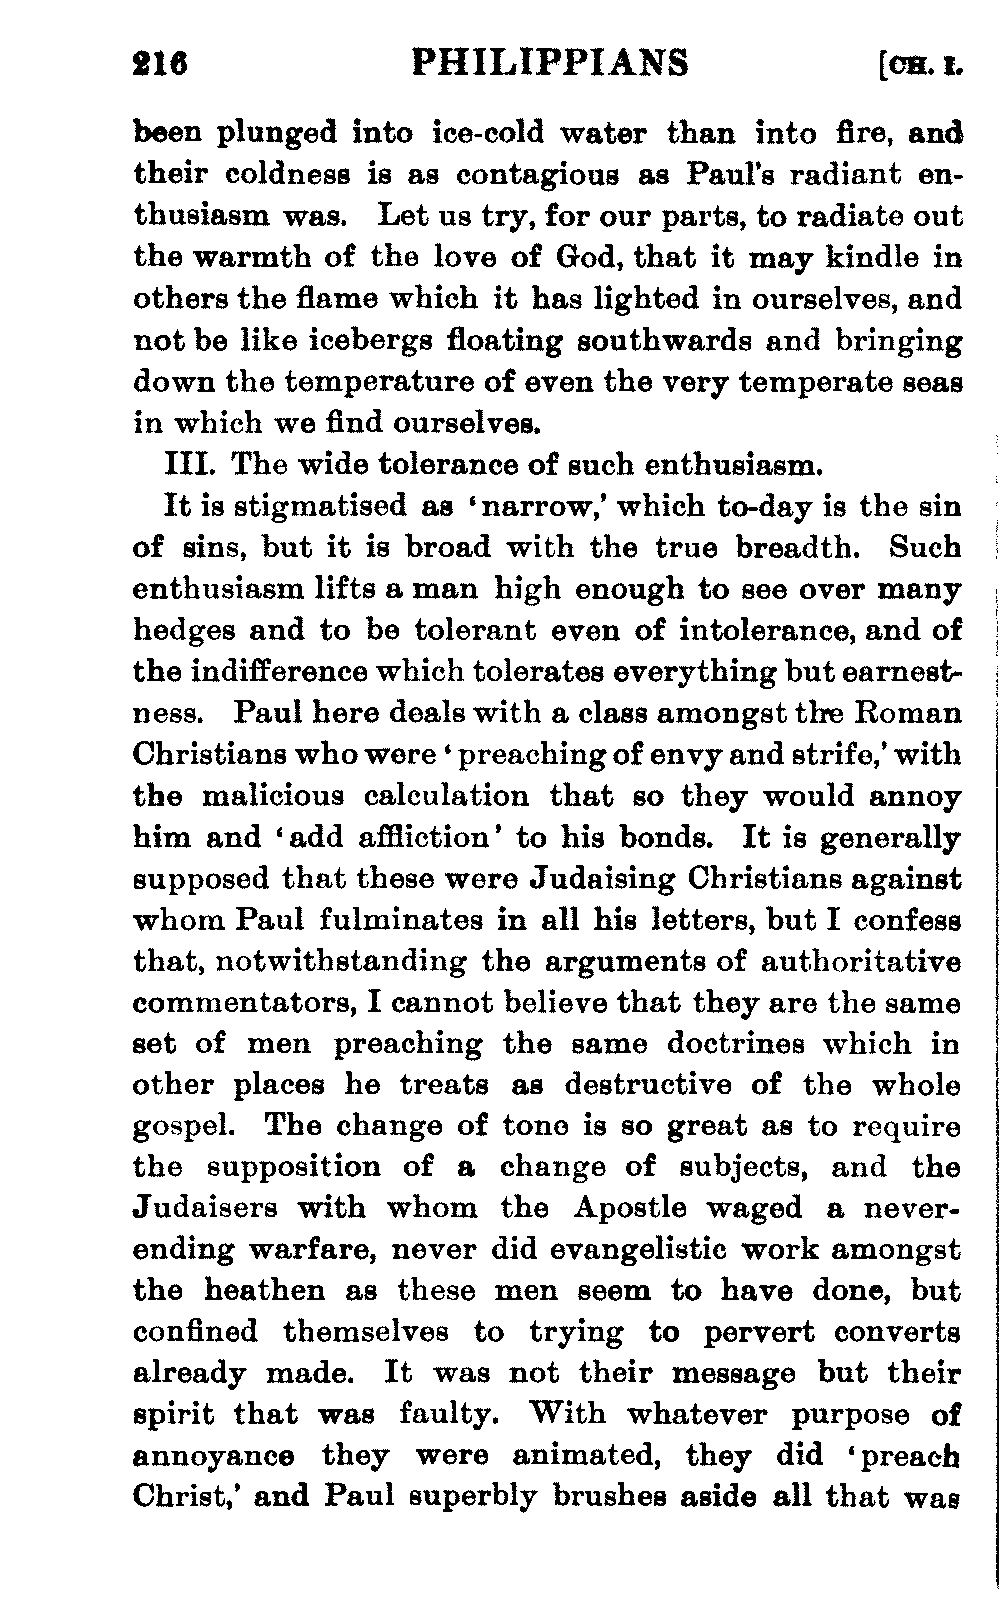 216 PHILIPPIANS [CH. I.
been plunged into ice-cold water than into fire, and
their coldness is as contagious as Paul's radiant en-
thusiasm was. Let us try, for our parts, to radiate out
the warmth of the love of God, that it may kindle in
others the flame which it has lighted in ourselves, and
not be like icebergs floating southwards and bringing
down the temperature of even the very temperate seas
in which we find ourselves.
III. The wide tolerance of such enthusiasm.
It is stigmatised as ‘narrow,’ which to-day is the sin
of sins, but it is broad with the true breadth. Such
enthusiasm lifts a man high enough to see over many
hedges and to be tolerant even of intolerance, and of
the indifference which tolerates everything but earnest-
ness. Paul here deals with a class amongst the Roman
Christians who were ‘preaching of envy and strife,’ with
the malicious calculation that so they would annoy
him and ‘add affliction’ to his bonds. It is generally
supposed that these were Judaising Christians against
whom Paul fulminates in all his letters, but I confess
that, notwithstanding the arguments of authoritative
commentators, I cannot believe that they are the same
set of men preaching the same doctrines which in
other places he treats as destructive of the whole
gospel. The change of tone is so great as to require
the supposition of a change of subjects, and the
Judaisers with whom the Apostle waged a never-
ending warfare, never did evangelistic work amongst
the heathen as these men seem to have done, but
confined themselves to trying to pervert converts
already made. It was not their message but their
spirit that was faulty. With whatever purpose of
annoyance they were animated, they did ‘preach
Christ,’ and Paul superbly brushes aside all that was